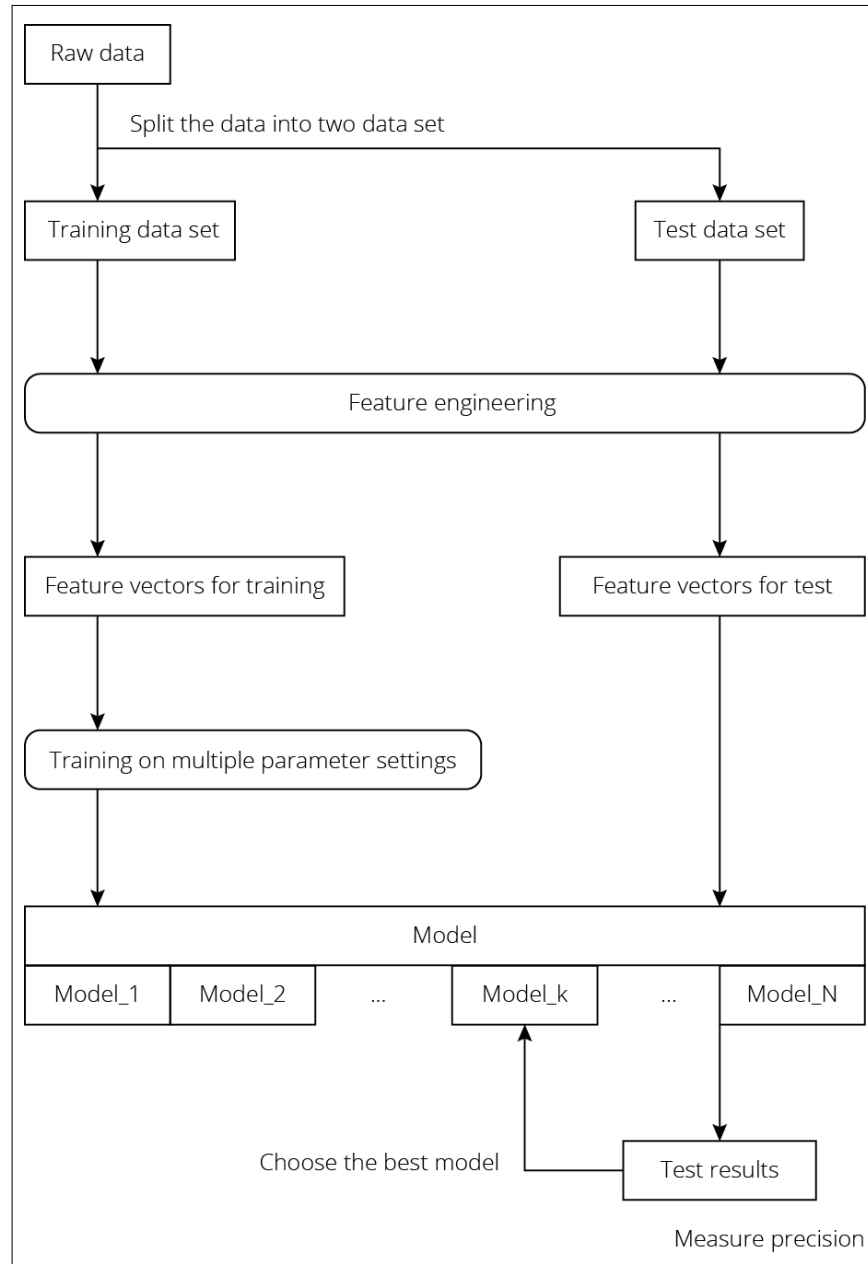 Raw data
Split the data into two data set
Training data set
Test data set
Feature engineering
Feature vectors for training
Feature vectors for test
Training on multiple parameter settings
Model
Model_1
Model_2
...
Model_k
...
Model_N
Choose the best model
Test results
Measure precision